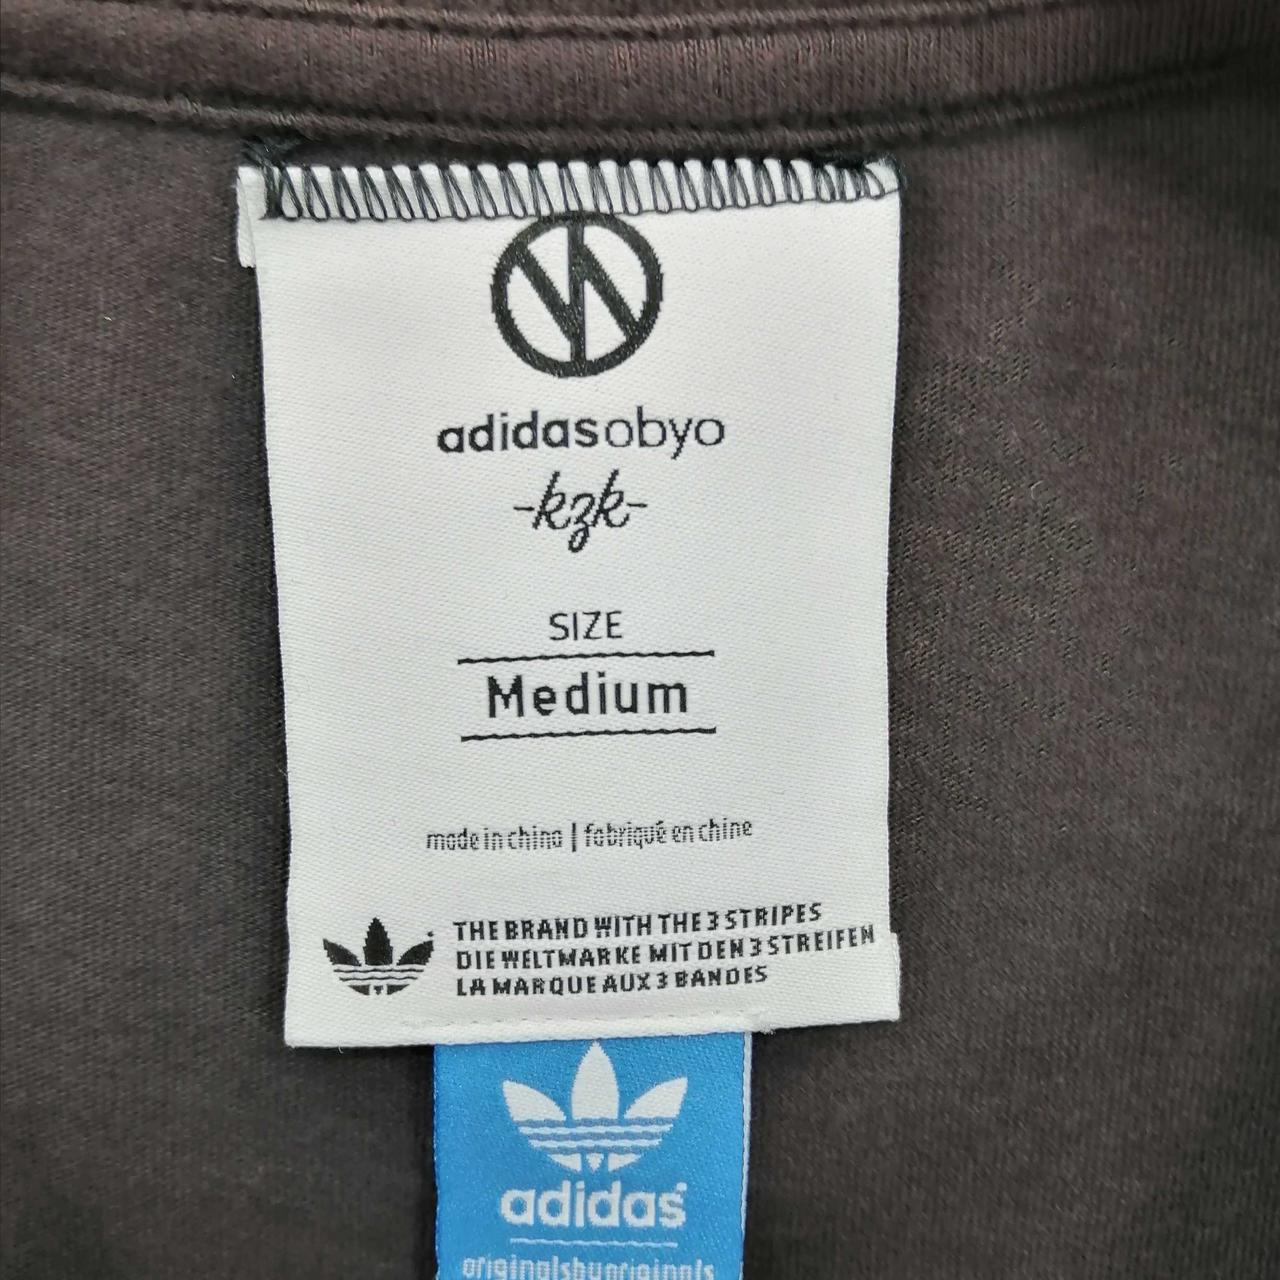 adidasobyo
-kzk-
SIZE
Medium
made in china | fabriqué en chine
THE BRAND WITH THE 3 STRIPES
DIE WELTMARKE MIT DEN 3 STREIFEN
LA MARQUE AUX 3 BANDES
adidas
originalsbyoriginals